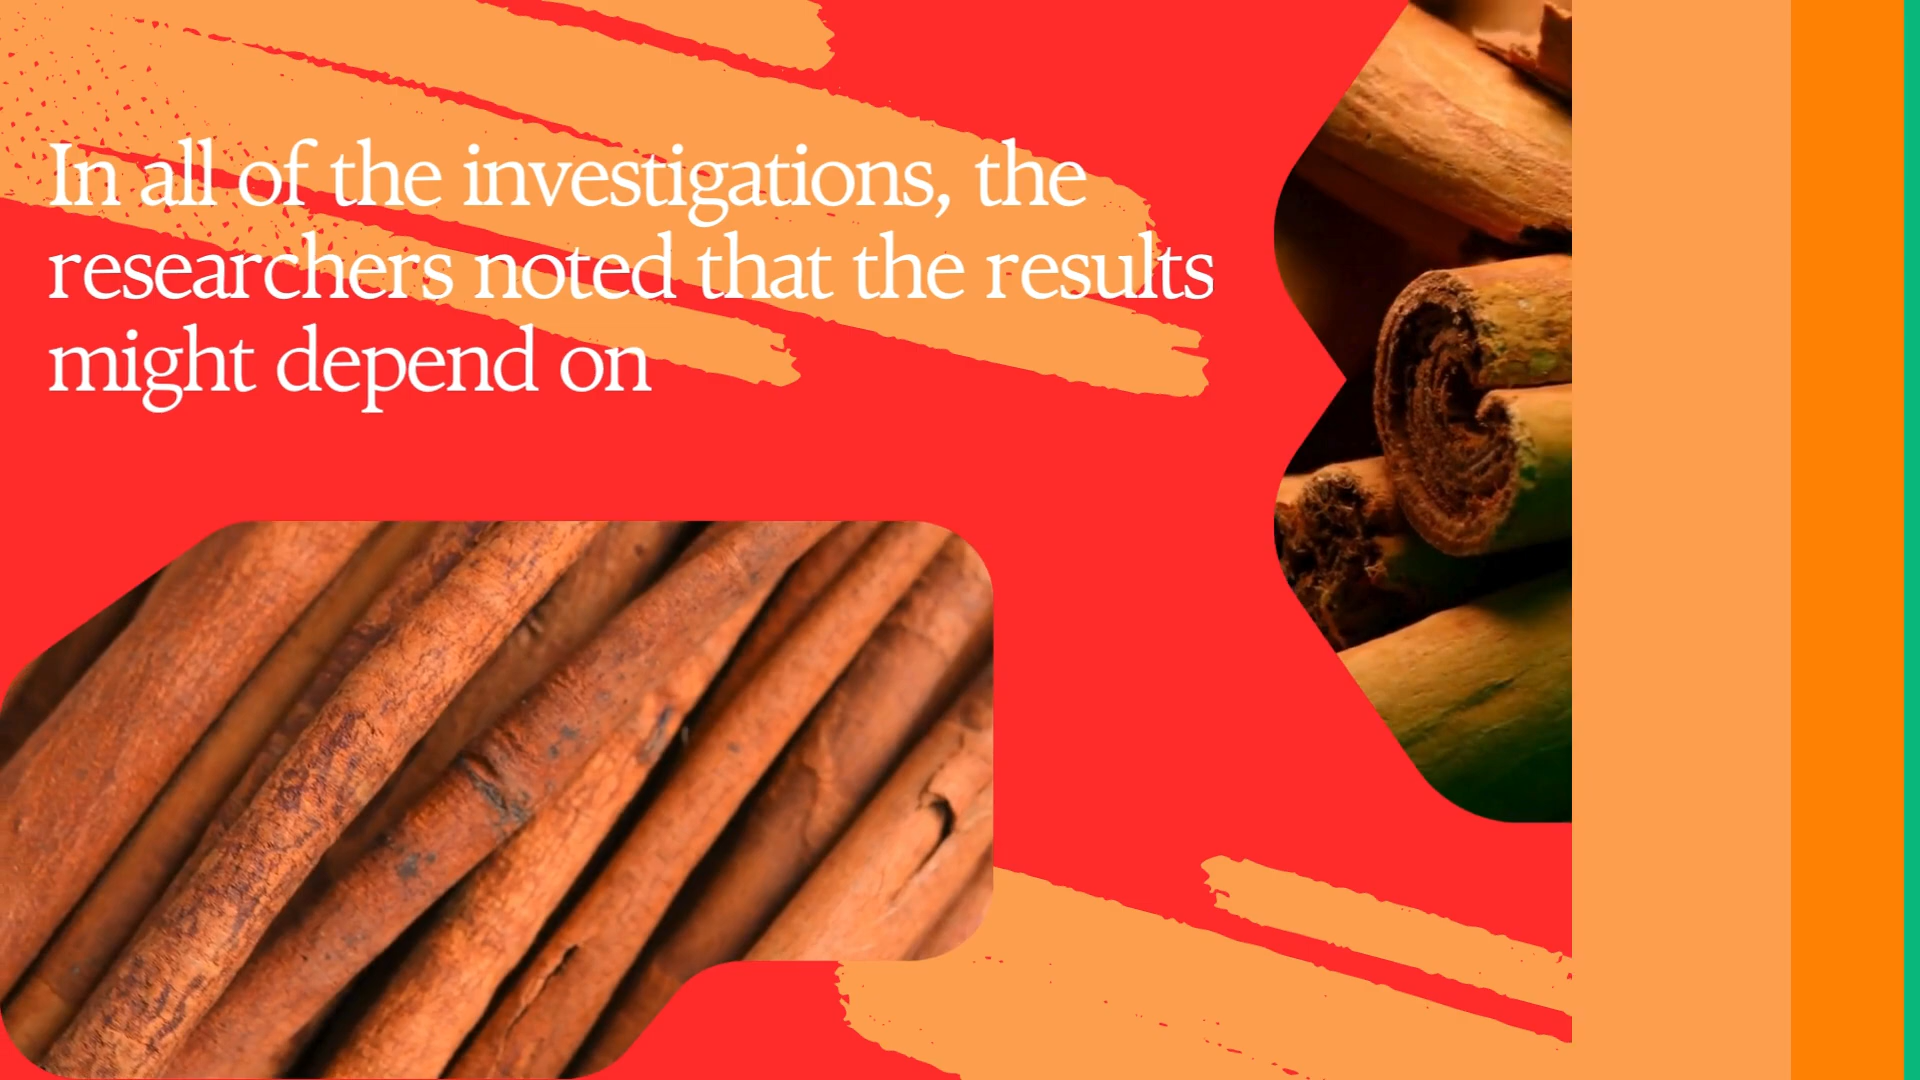 In all of the investigations, the
researchers noted that the results
might depend on